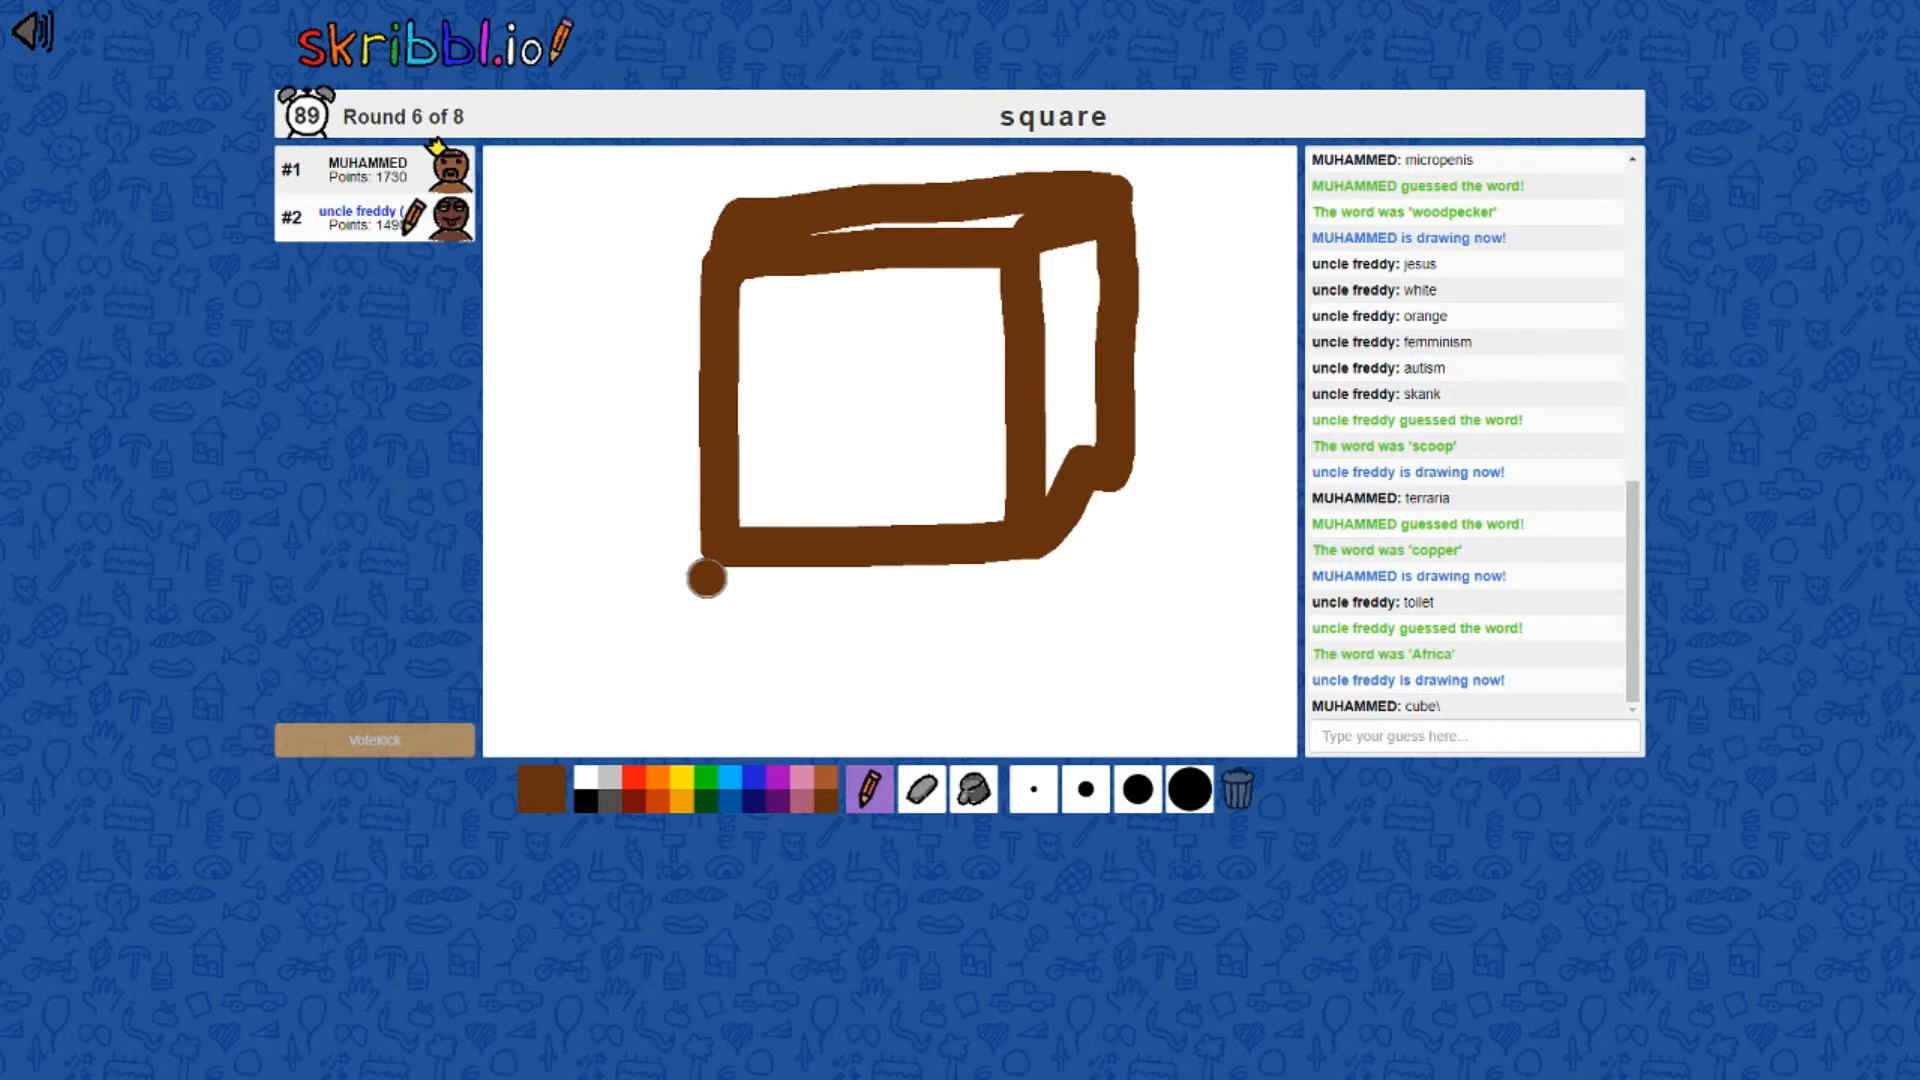 skribbl.io
89
Round 6 of 8
square
#1
MUHAMMED
Points: 1730
#2
uncle freddy (
Points: 149
MUHAMMED: micropenis
MUHAMMED guessed the word!
The word was 'woodpecker'
MUHAMMED is drawing now!
uncle freddy: jesus
uncle freddy: white
uncle freddy: orange
uncle freddy: femminism
uncle freddy: autism
uncle freddy: skank
uncle freddy guessed the word!
The word was 'scoop'
uncle freddy is drawing now!
MUHAMMED: terraria
MUHAMMED guessed the word!
The word was 'copper'
MUHAMMED is drawing now!
uncle freddy: toilet
uncle freddy guessed the word!
The word was 'Africa'
uncle freddy is drawing now!
MUHAMMED: cube\
Type your guess here...
Votekick